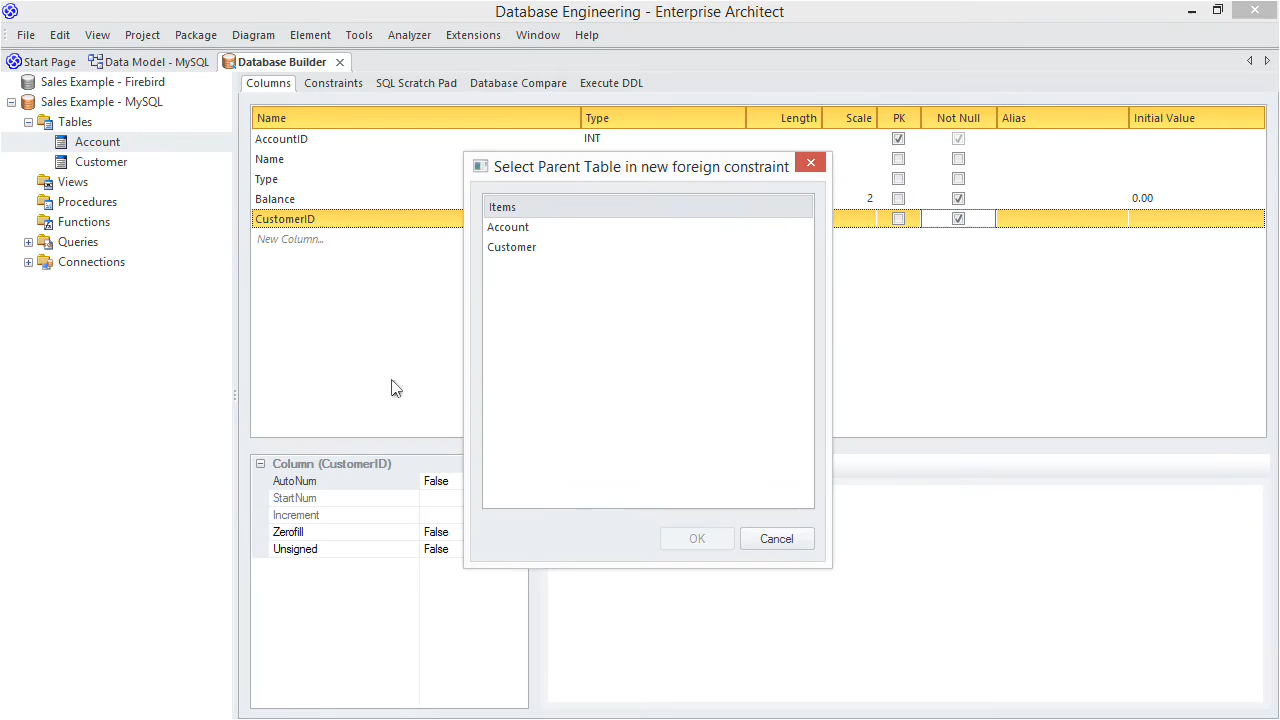 Database Engineering - Enterprise Architect
File Edit View Project Package Diagram Element Tools Analyzer Extensions Window Help
Start Page Data Model - MySQL Database Builder
Sales Example - Firebird
Sales Example - MySQL
Tables
Account
Customer
Views
Procedures
Functions
Queries
Connections
Columns Constraints SQL Scratch Pad Database Compare Execute DDL
Name Type Length Scale PK Not Null Alias Initial Value
AccountID INT
Name
Type
Balance 2 0.00
CustomerID
New Column...
Select Parent Table in new foreign constraint
Items
Account
Customer
OK Cancel
Column (CustomerID)
AutoNum False
StartNum
Increment
Zerofill False
Unsigned False